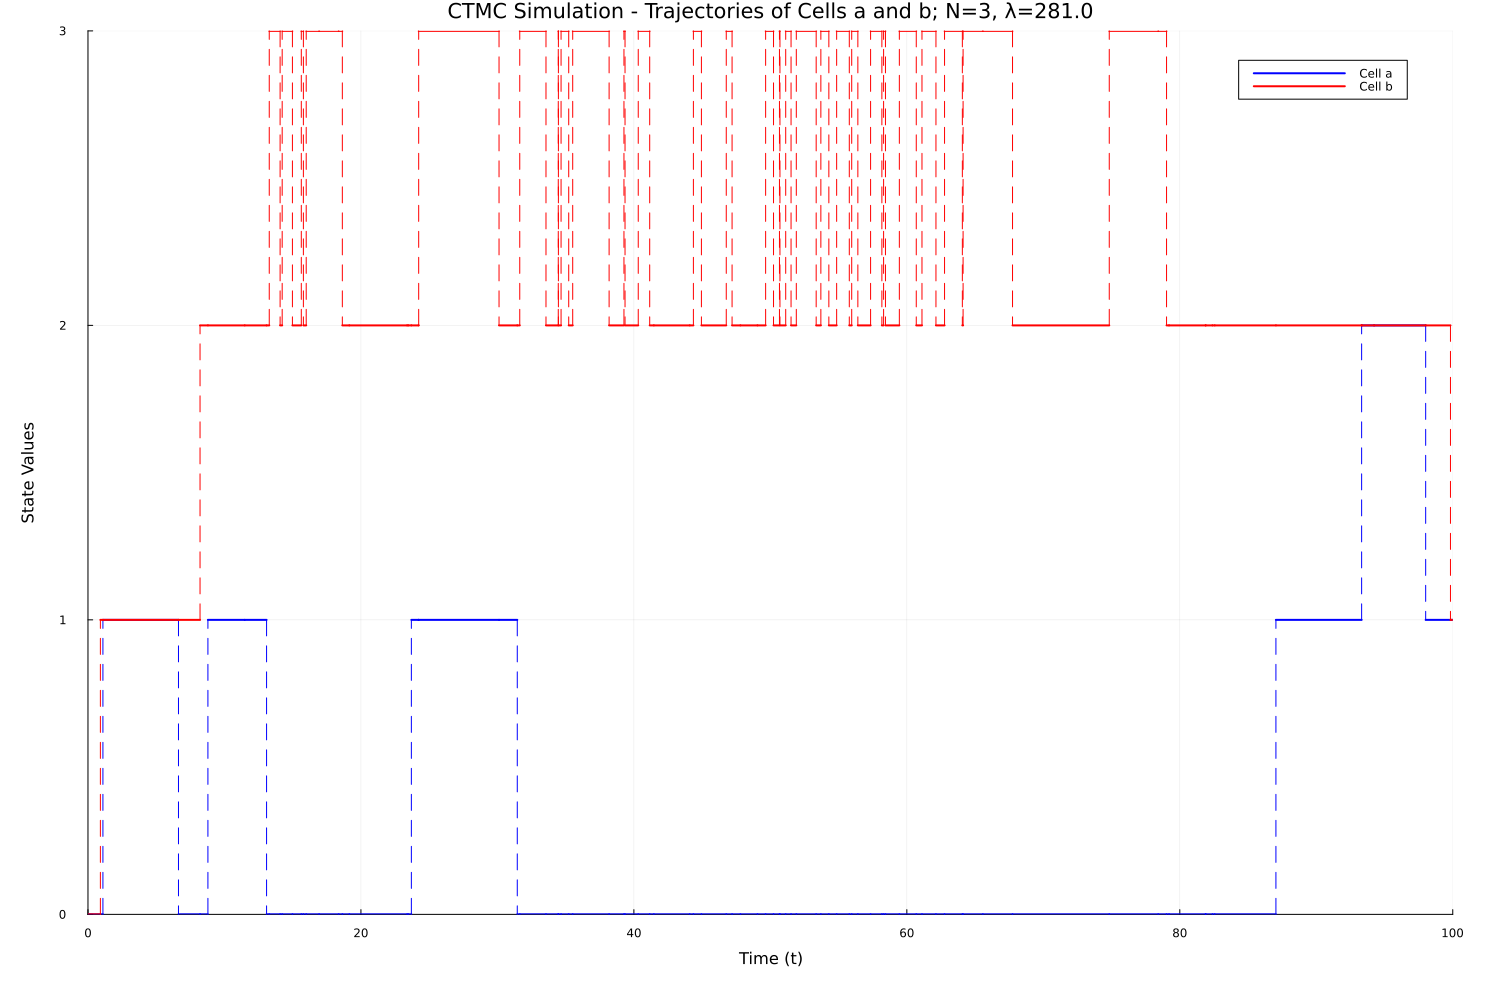 CTMC Simulation - Trajectories of Cells a and b; N=3, λ=281.0
3
Cell a
Cell b
2
State Values
1
0
0 20 40 60 80 100
Time (t)